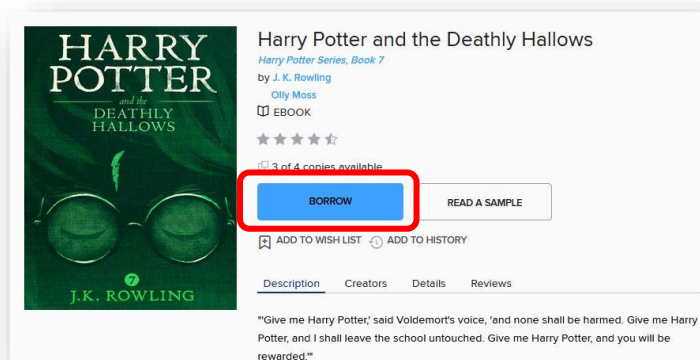 HARRY
POTTER
and the
DEATHLY
HALLOWS
7
J.K. ROWLING
Harry Potter and the Deathly Hallows
Harry Potter Series, Book 7
by J. K. Rowling
Olly Moss
EBOOK
3 of 4 copies available
BORROW
READ A SAMPLE
ADD TO WISH LIST
ADD TO HISTORY
Description Creators Details Reviews
"'Give me Harry Potter,' said Voldemort's voice, 'and none shall be harmed. Give me Harry
Potter, and I shall leave the school untouched. Give me Harry Potter, and you will be
rewarded.'"